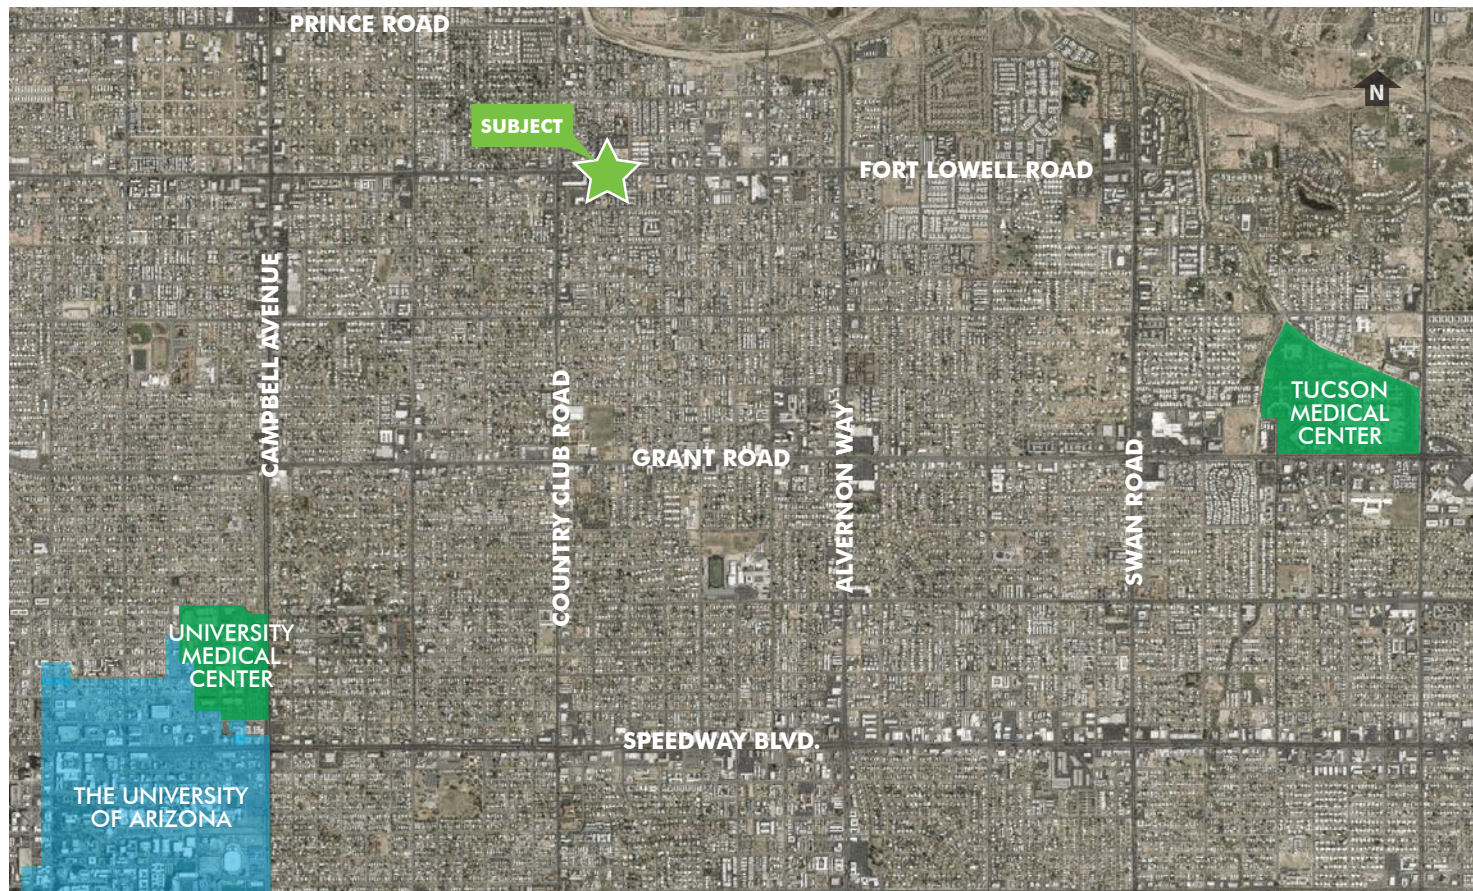 PRINCE ROAD
N
SUBJECT
FORT LOWELL ROAD
CAMPBELL AVENUE
COUNTRY CLUB ROAD
TUCSON
MEDICAL
CENTER
GRANT ROAD
ALVERNON WAY
SWAN ROAD
UNIVERSITY
MEDICAL
CENTER
SPEEDWAY BLVD.
THE UNIVERSITY
OF ARIZONA